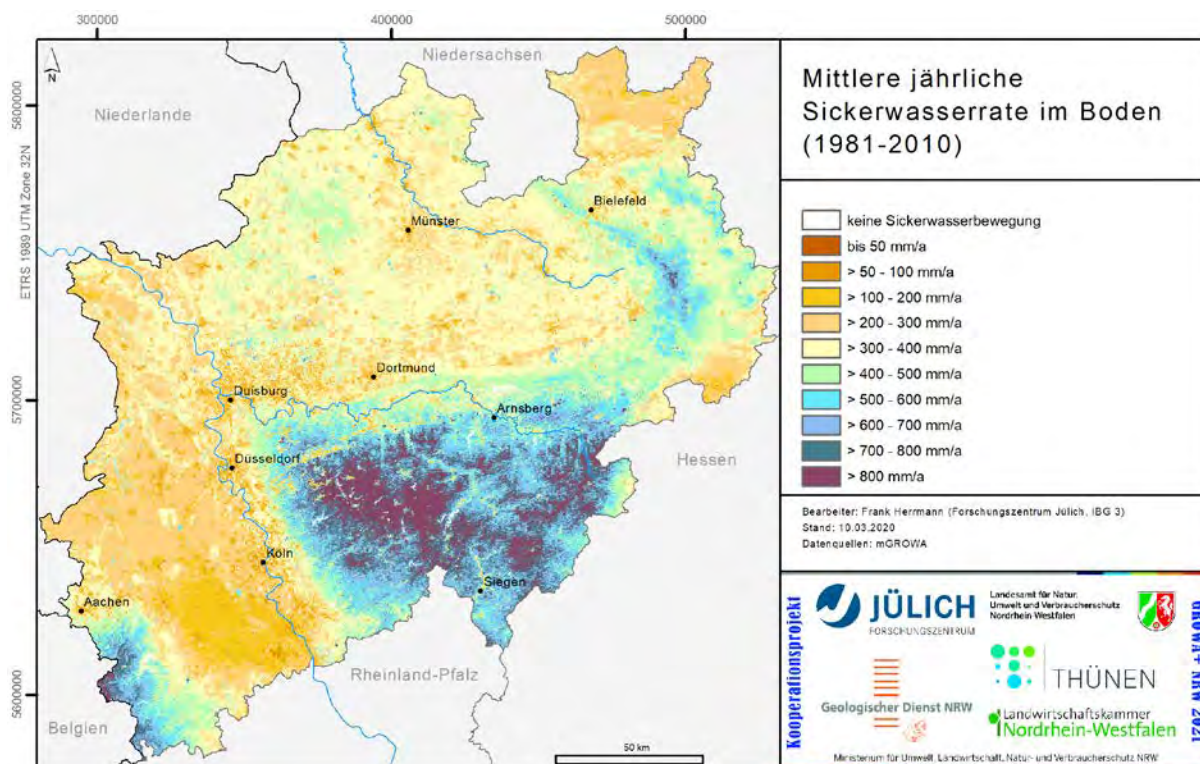 300000
400000
500000
5800000
5700000
5600000
ETRS 1989 UTM Zone 32N
N
Niederlande
Niedersachsen
Bielefeld
Münster
Dortmund
Duisburg
Arnsberg
Düsseldorf
Hessen
Köln
Siegen
Aachen
Rheinland-Pfalz
Belgien
50 km
Mittlere jährliche
Sickerwasserrate im Boden
(1981-2010)
keine Sickerwasserbewegung
bis 50 mm/a
> 50 - 100 mm/a
> 100 - 200 mm/a
> 200 - 300 mm/a
> 300 - 400 mm/a
> 400 - 500 mm/a
> 500 - 600 mm/a
> 600 - 700 mm/a
> 700 - 800 mm/a
> 800 mm/a
Bearbeiter: Frank Herrmann (Forschungszentrum Jülich, IBG 3)
Stand: 10.03.2020
Datenquellen: mGROWA
Kooperationsprojekt
JÜLICH
FORSCHUNGSZENTRUM
Landesamt für Natur,
Umwelt und Verbraucherschutz
Nordrhein-Westfalen
Geologischer Dienst NRW
THÜNEN
Landwirtschaftskammer
Nordrhein-Westfalen
GROWA+ NRW 2021
Ministerium für Umwelt, Landwirtschaft, Natur- und Verbraucherschutz NRW